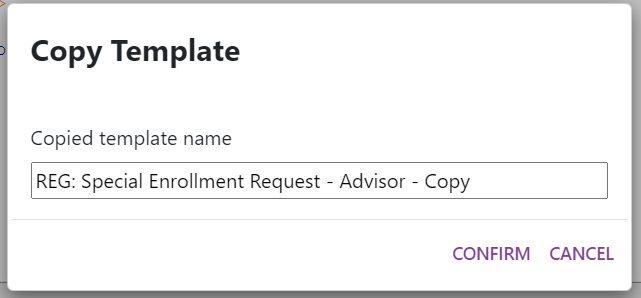 Copy Template
Copied template name
REG: Special Enrollment Request - Advisor - Copy
CONFIRM CANCEL